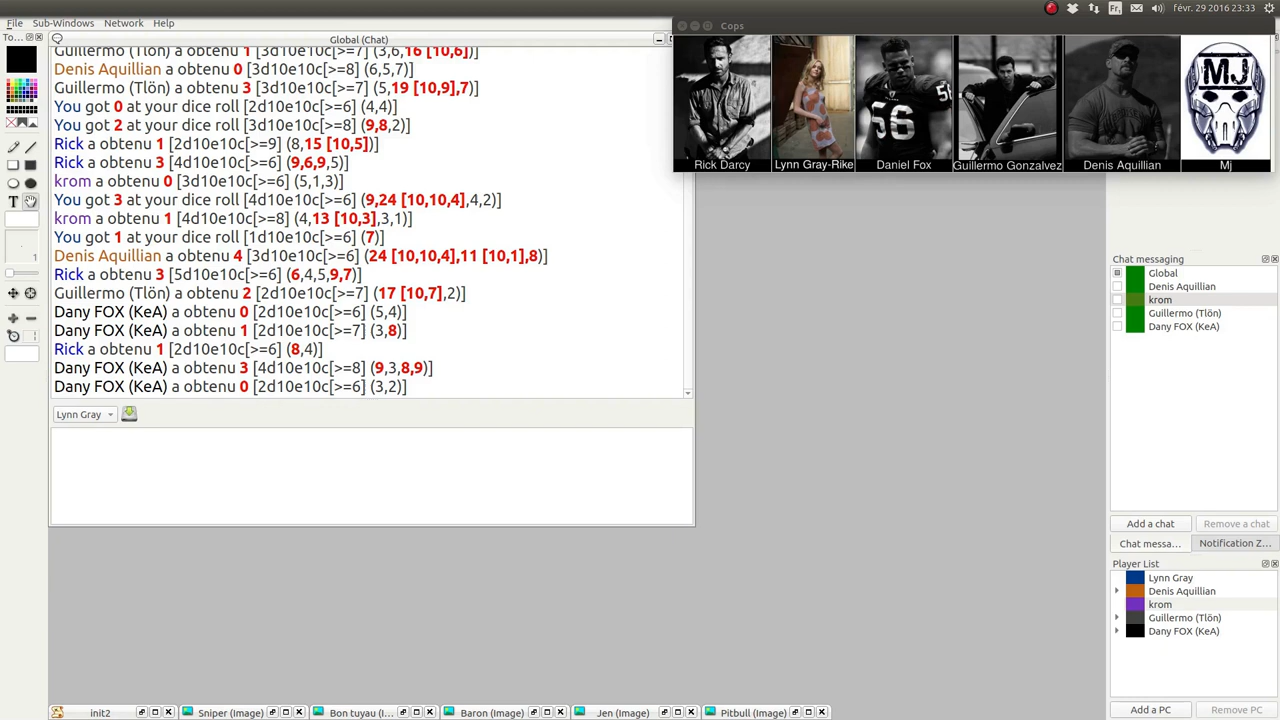 File Sub-Windows Network Help
Fr févr. 29 2016 23:33
To...
Global (Chat)
Cops
Guillermo (Tlön) a obtenu 1 [3d10e10c[>=7] (3,6,16 [10,6])]
Denis Aquillian a obtenu 0 [3d10e10c[>=8] (6,5,7)]
Guillermo (Tlön) a obtenu 3 [3d10e10c[>=7] (5,19 [10,9],7)]
You got 0 at your dice roll [2d10e10c[>=6] (4,4)]
You got 2 at your dice roll [3d10e10c[>=8] (9,8,2)]
Rick a obtenu 1 [2d10e10c[>=9] (8,15 [10,5])]
Rick a obtenu 3 [4d10e10c[>=6] (9,6,9,5)]
krom a obtenu 0 [3d10e10c[>=6] (5,1,3)]
You got 3 at your dice roll [4d10e10c[>=6] (9,24 [10,10,4],4,2)]
krom a obtenu 1 [4d10e10c[>=8] (4,13 [10,3],3,1)]
You got 1 at your dice roll [1d10e10c[>=6] (7)]
Denis Aquillian a obtenu 4 [3d10e10c[>=6] (24 [10,10,4],11 [10,1],8)]
Rick a obtenu 3 [5d10e10c[>=6] (6,4,5,9,7)]
Guillermo (Tlön) a obtenu 2 [2d10e10c[>=7] (17 [10,7],2)]
Dany FOX (KeA) a obtenu 0 [2d10e10c[>=6] (5,4)]
Dany FOX (KeA) a obtenu 1 [2d10e10c[>=7] (3,8)]
Rick a obtenu 1 [2d10e10c[>=6] (8,4)]
Dany FOX (KeA) a obtenu 3 [4d10e10c[>=8] (9,3,8,9)]
Dany FOX (KeA) a obtenu 0 [2d10e10c[>=6] (3,2)]
Lynn Gray
T
1
56
56
MJ
Rick Darcy Lynn Gray-Rike Daniel Fox Guillermo Gonzalvez Denis Aquillian Mj
Chat messaging
Global
Denis Aquillian
krom
Guillermo (Tlön)
Dany FOX (KeA)
Add a chat Remove a chat
Chat messa... Notification Z...
Player List
Lynn Gray
Denis Aquillian
krom
Guillermo (Tlön)
Dany FOX (KeA)
Add a PC Remove PC
init2 Sniper (Image) Bon tuyau (I... Baron (Image) Jen (Image) Pitbull (Image)